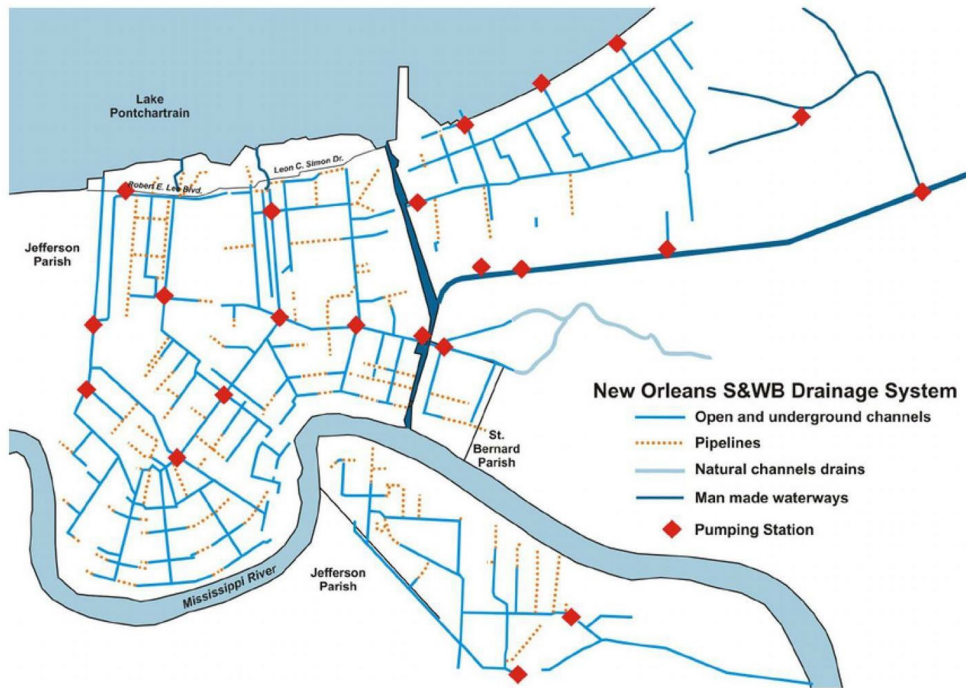 Lake
Pontchartrain
Leon C. Simon Dr.
Robert E. Lee Blvd.
Jefferson
Parish
New Orleans S&WB Drainage System
Open and underground channels
Pipelines
Natural channels drains
Man made waterways
Pumping Station
St.
Bernard
Parish
Jefferson
Parish
Mississippi River